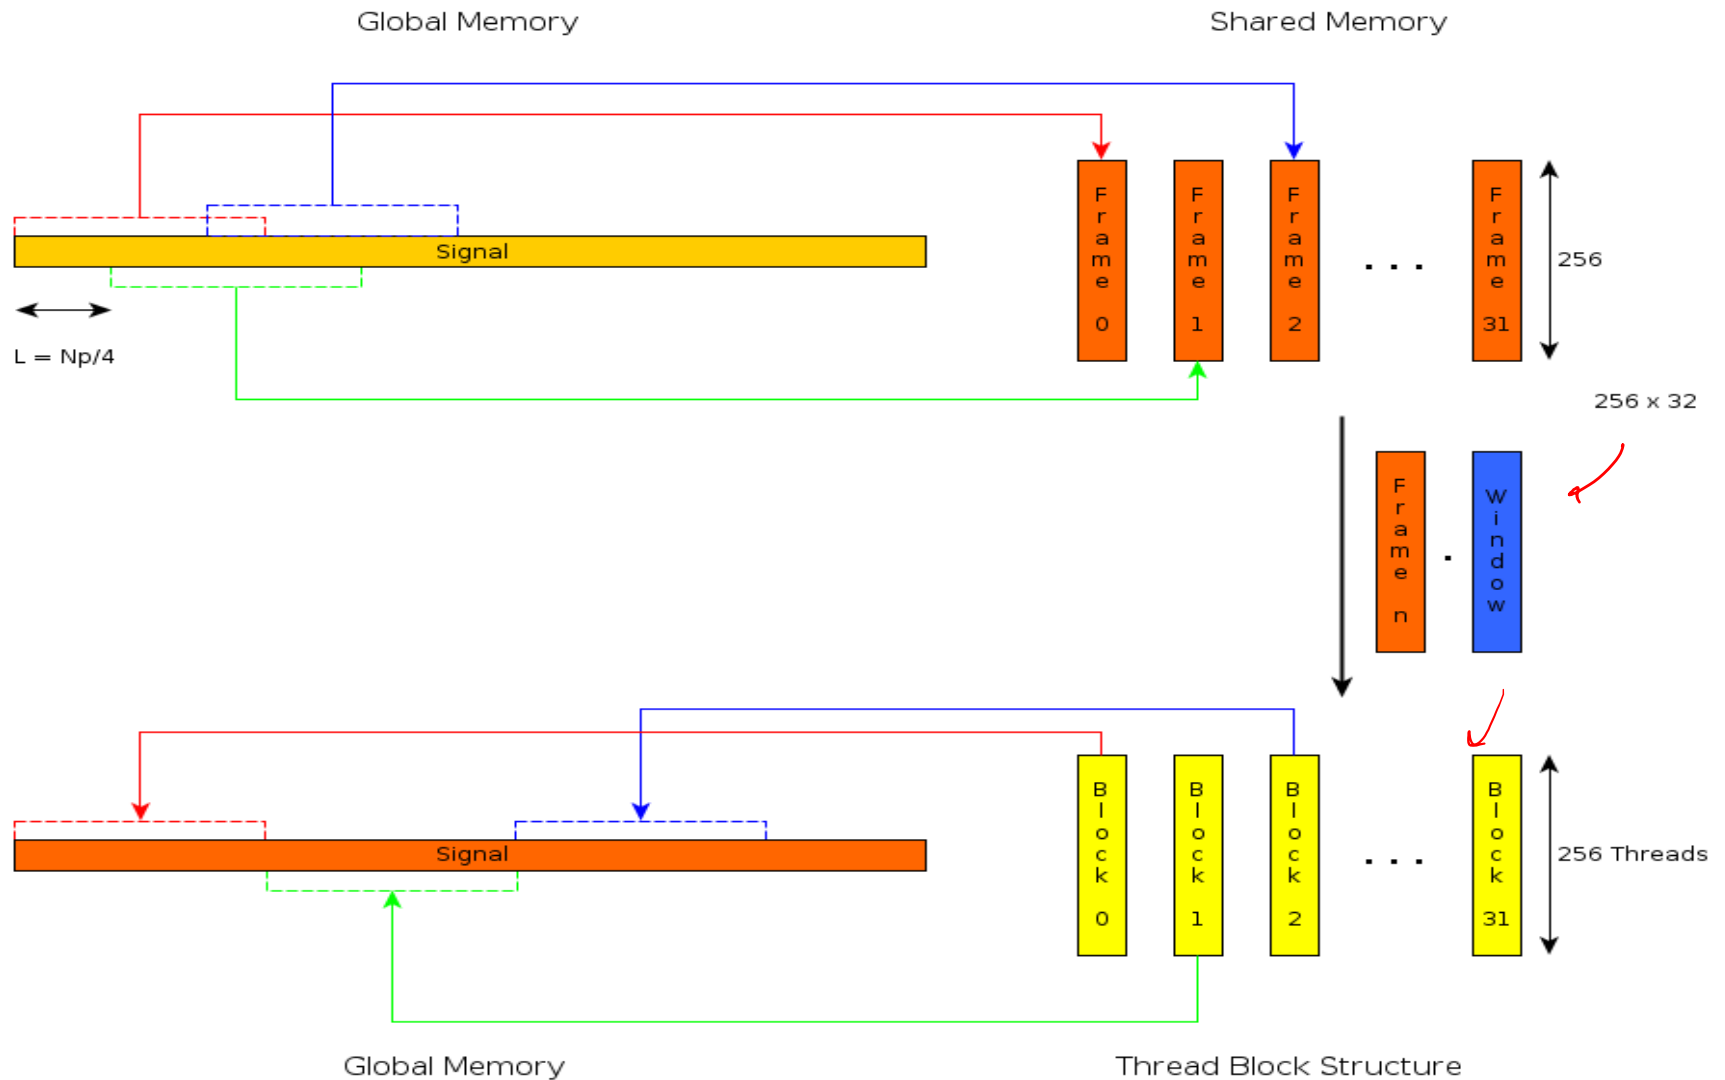 Global Memory
Shared Memory
Signal
L = Np/4
Frame 0
Frame 1
Frame 2
. . .
Frame 31
256
256 x 32
Frame n
.
Window
Signal
Block 0
Block 1
Block 2
. . .
Block 31
256 Threads
Global Memory
Thread Block Structure